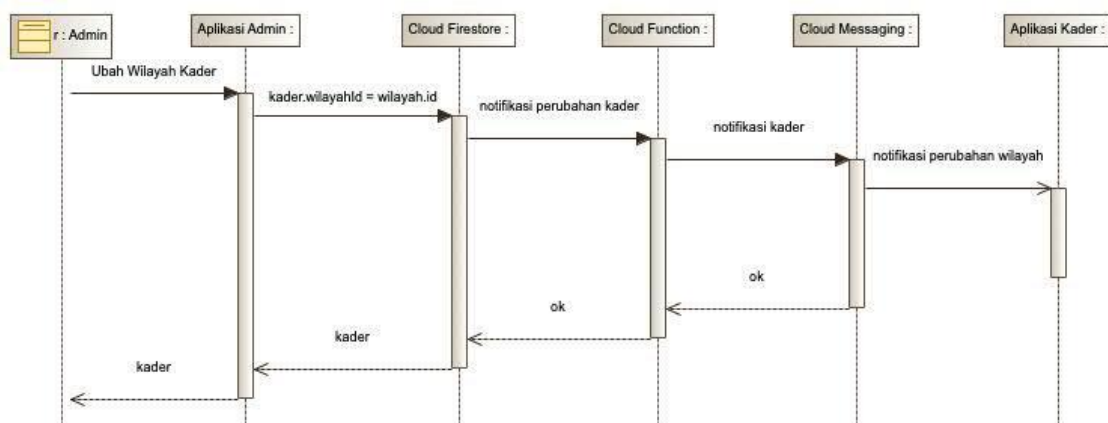 r : Admin
Aplikasi Admin :
Cloud Firestore :
Cloud Function :
Cloud Messaging :
Aplikasi Kader :
Ubah Wilayah Kader
kader.wilayahId = wilayah.id
notifikasi perubahan kader
notifikasi kader
notifikasi perubahan wilayah
ok
ok
kader
kader